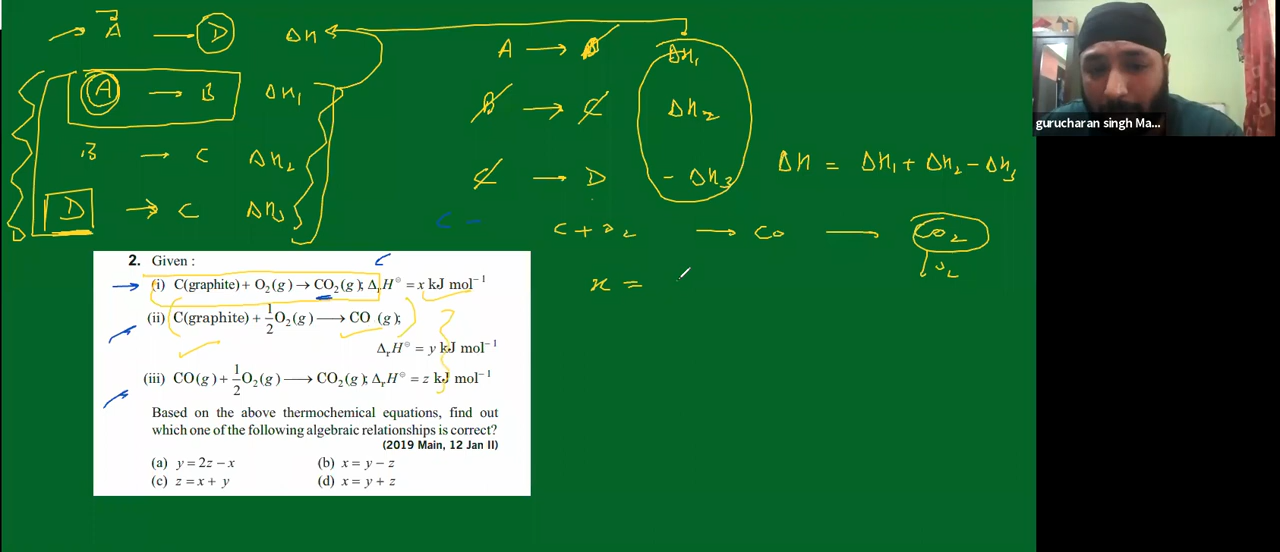 A → D ΔH
A → B ΔH1
B → C ΔH2
D → C ΔH3
A → B ΔH1
B → C ΔH2
C → D - ΔH3
ΔH = ΔH1 + ΔH2 - ΔH3
C -
C + O2 → CO → CO2
O2
x =
C
2. Given :
(i) C(graphite) + O2(g) → CO2(g); ΔrH⊖ = x kJ mol−1
(ii) C(graphite) + 1/2 O2(g) ⟶ CO (g);
ΔrH⊖ = y kJ mol−1
(iii) CO(g) + 1/2 O2(g) ⟶ CO2(g); ΔrH⊖ = z kJ mol−1
Based on the above thermochemical equations, find out
which one of the following algebraic relationships is correct?
(2019 Main, 12 Jan II)
(a) y = 2z − x (b) x = y − z
(c) z = x + y (d) x = y + z
gurucharan singh Ma...